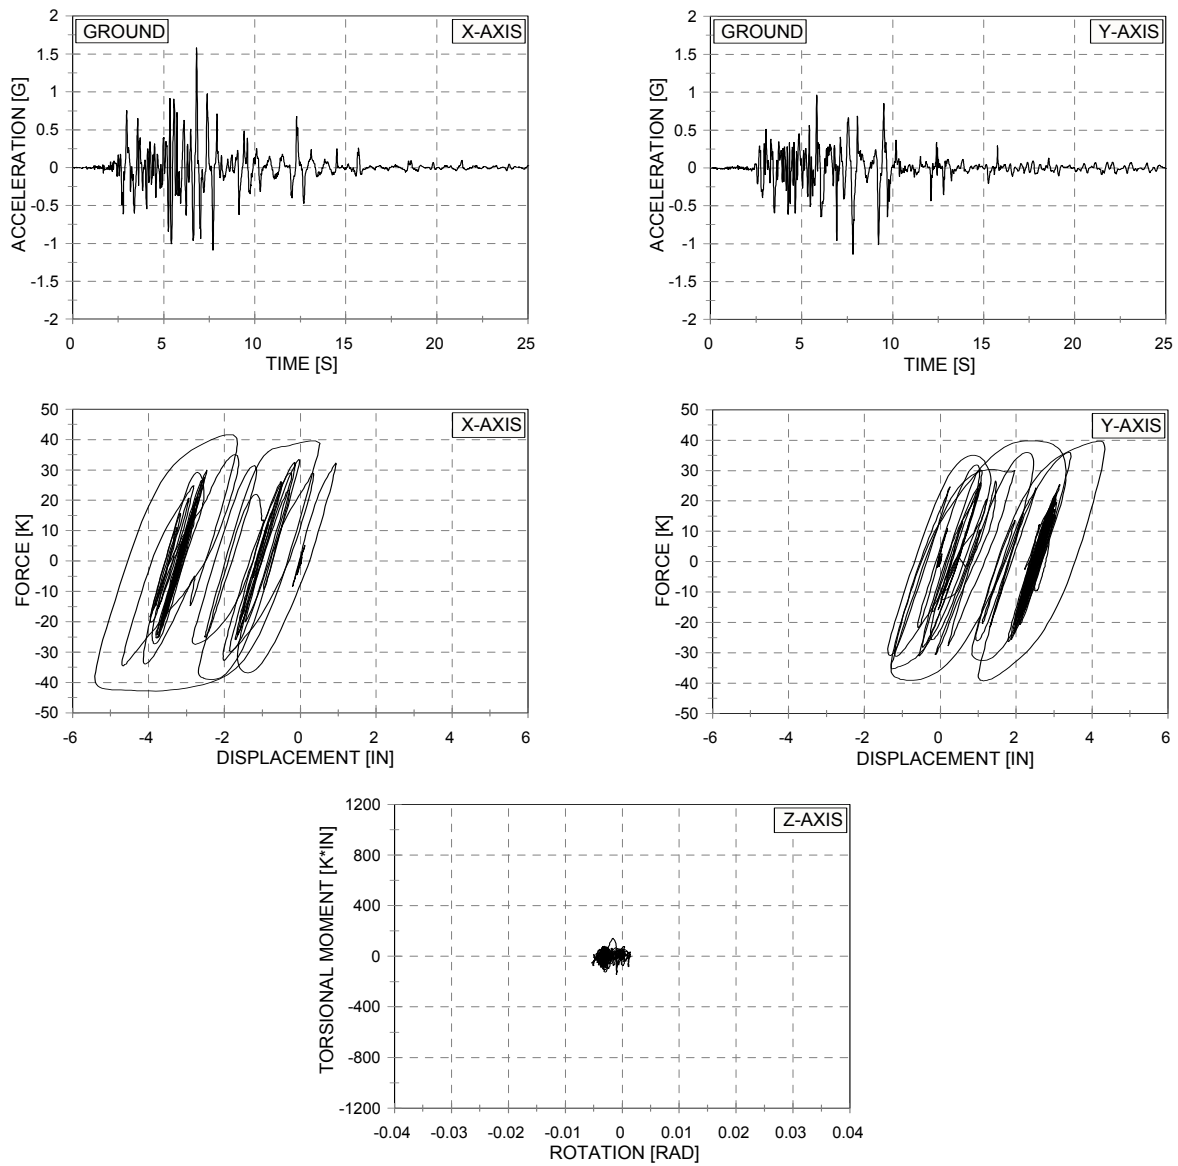 GROUND X-AXIS
ACCELERATION [G]
2
1.5
1
0.5
0
-0.5
-1
-1.5
-2
0 5 10 15 20 25
TIME [S]
GROUND Y-AXIS
ACCELERATION [G]
2
1.5
1
0.5
0
-0.5
-1
-1.5
-2
0 5 10 15 20 25
TIME [S]
X-AXIS
FORCE [K]
50
40
30
20
10
0
-10
-20
-30
-40
-50
-6 -4 -2 0 2 4 6
DISPLACEMENT [IN]
Y-AXIS
FORCE [K]
50
40
30
20
10
0
-10
-20
-30
-40
-50
-6 -4 -2 0 2 4 6
DISPLACEMENT [IN]
Z-AXIS
TORSIONAL MOMENT [K*IN]
1200
800
400
0
-400
-800
-1200
-0.04 -0.03 -0.02 -0.01 0 0.01 0.02 0.03 0.04
ROTATION [RAD]